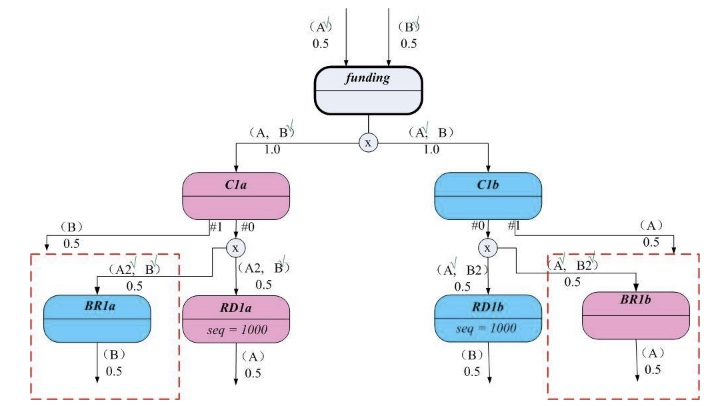 (A√) (B√)
0.5 0.5
funding
(A, B√) (A√, B)
x
1.0 1.0
C1a C1b
(B) #1 #0 #0 #1 (A)
0.5 x x 0.5
(A2√, B√) (A2, B√) (A√, B2) (A√, B2√)
0.5 0.5 0.5 0.5
BR1a RD1a RD1b BR1b
seq = 1000 seq = 1000
(B) (A) (B) (A)
0.5 0.5 0.5 0.5